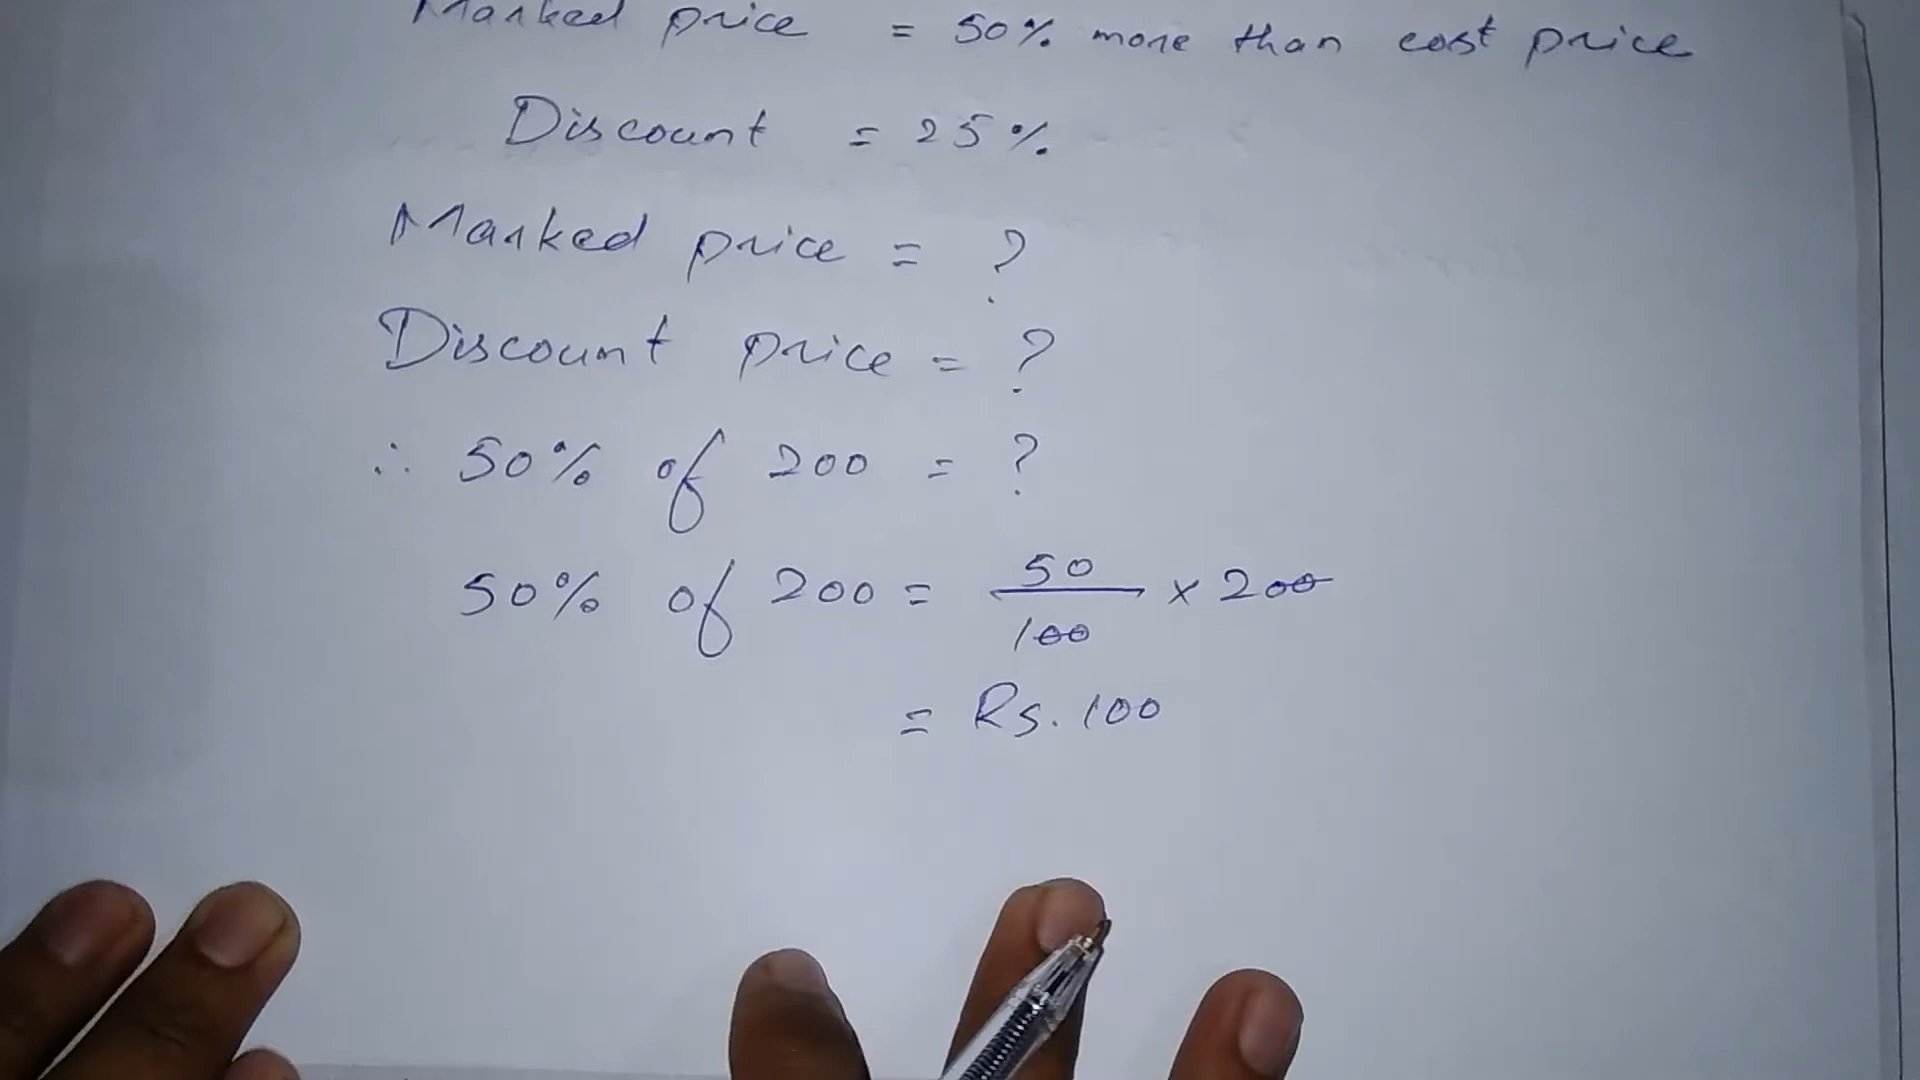 Marked price = 50% more than cost price
Discount = 25%
Marked price = ?
Discount price = ?
∴ 50% of 200 = ?
50% of 200 = 50/100 x 200
= Rs. 100